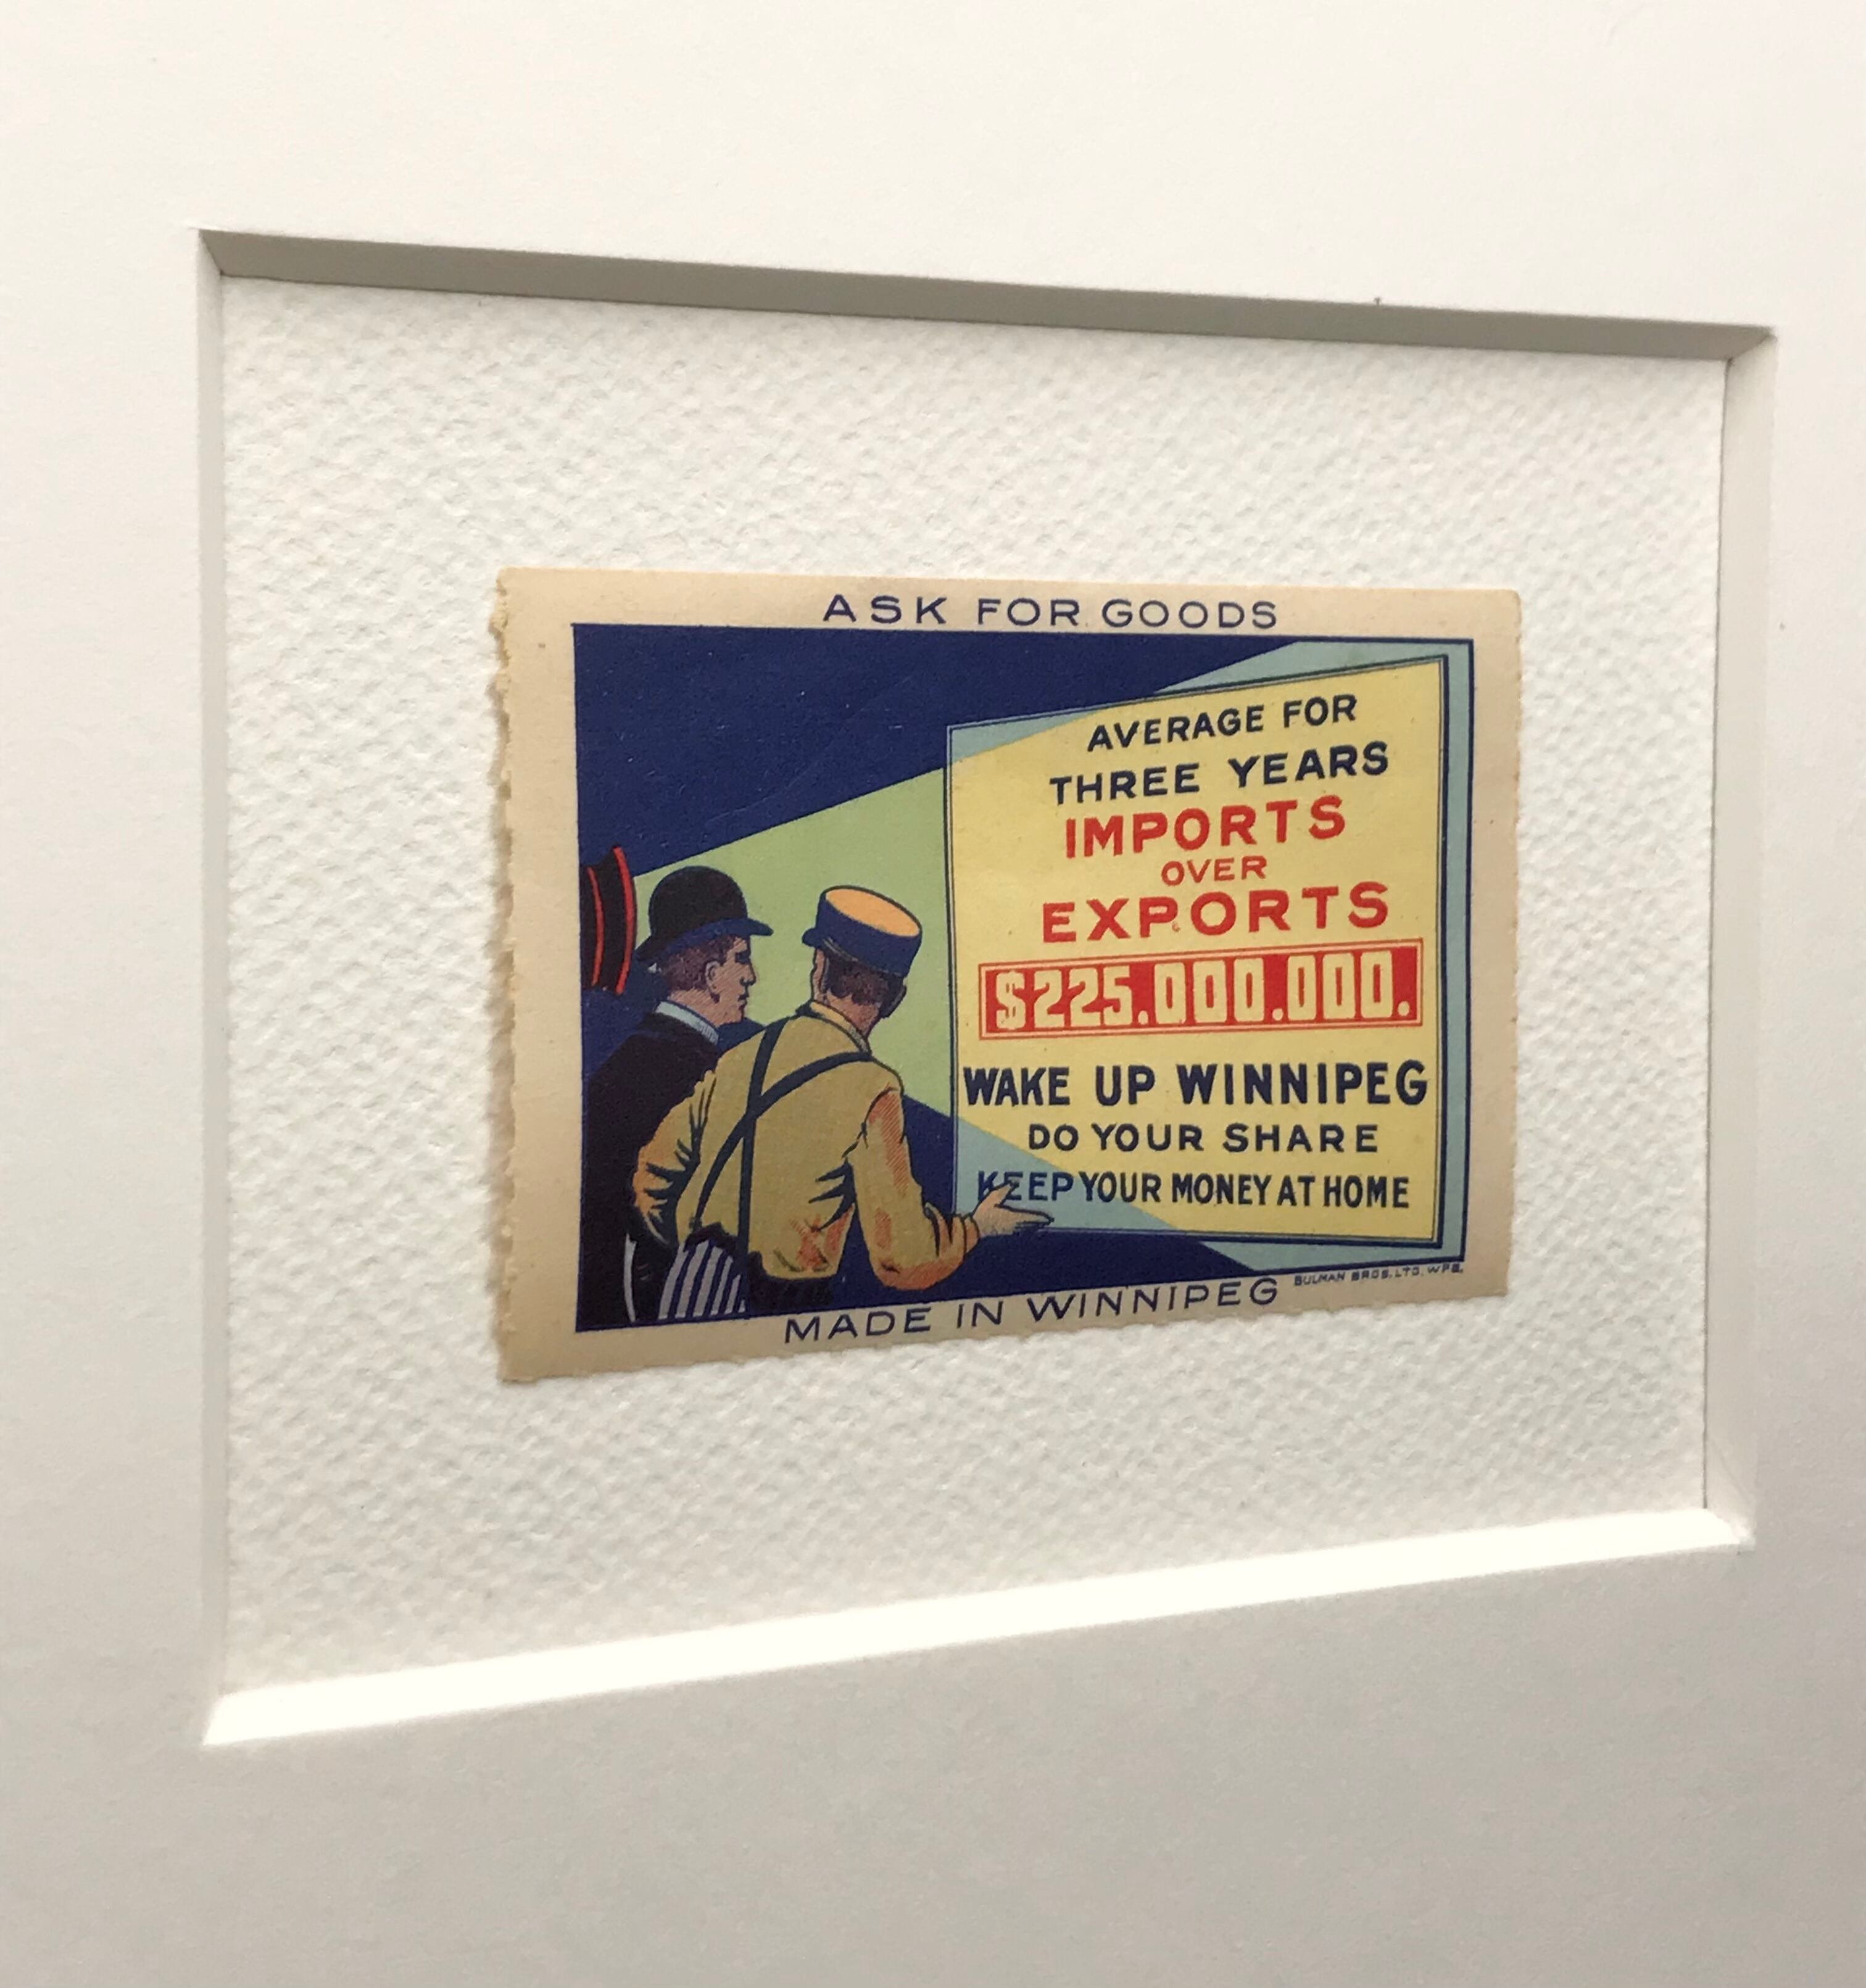 ASK FOR GOODS
AVERAGE FOR
THREE YEARS
IMPORTS
OVER
EXPORTS
$225.000.000.
WAKE UP WINNIPEG
DO YOUR SHARE
KEEP YOUR MONEY AT HOME
BULMAN BROS. LTD. WPG.
MADE IN WINNIPEG